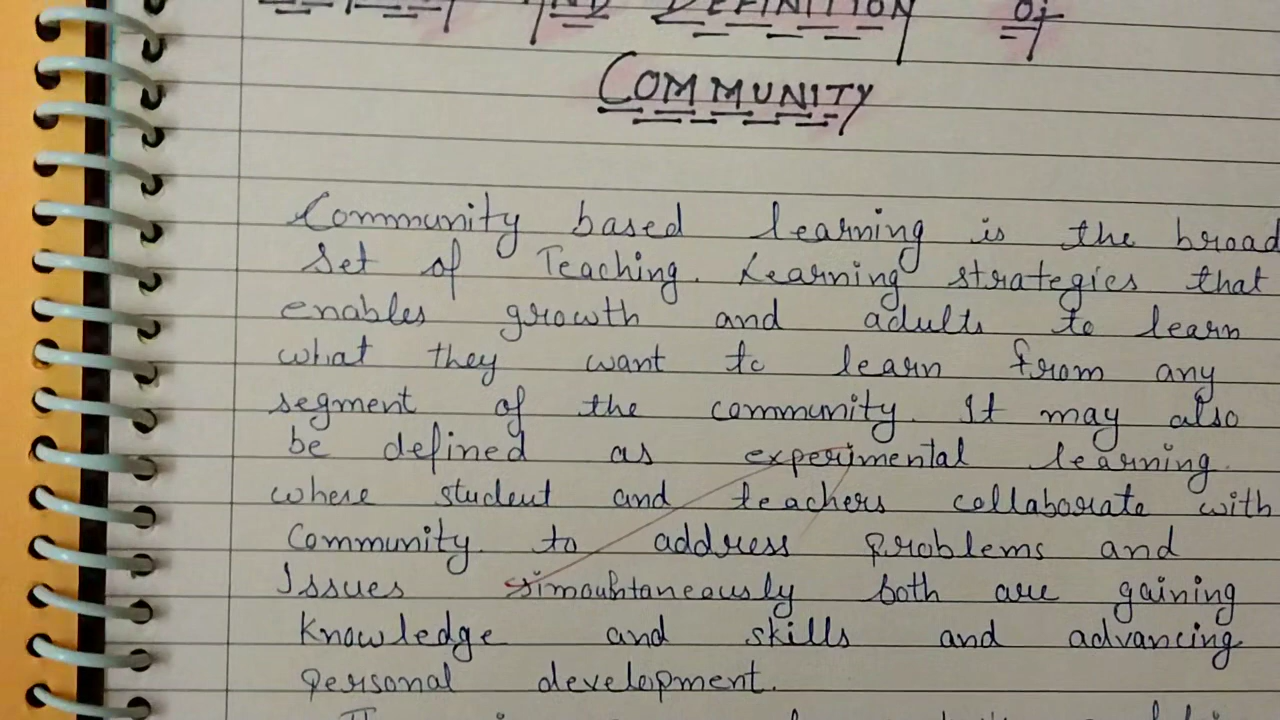 AND DEFINITION Of
COMMUNITY
Community based learning is the broad
set of Teaching. Learning strategies that
enables growth and adults to learn
what they want to learn from any
segment of the community. It may also
be defined as experimental learning.
where student and teachers collaborate with
Community to address problems and
Issues simoultaneously both are gaining
Knowledge and skills and advancing
personal development.